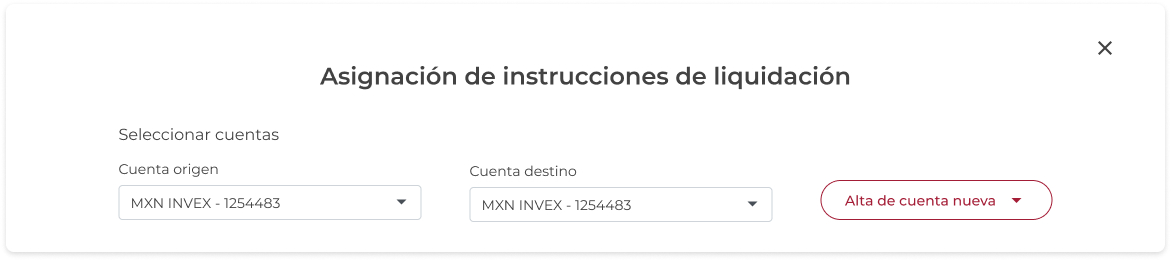 Asignación de instrucciones de liquidación
Seleccionar cuentas
Cuenta origen
MXN INVEX - 1254483
Cuenta destino
MXN INVEX - 1254483
Alta de cuenta nueva